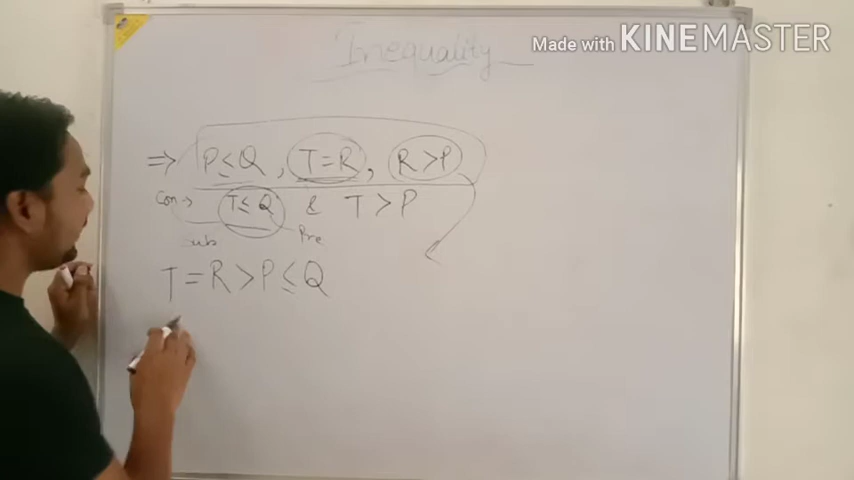 Inequality
Made with KINEMASTER
⇒ P ≤ Q , T = R , R > P
Con→ T ≤ Q & T > P
Sub Pre
T = R > P ≤ Q